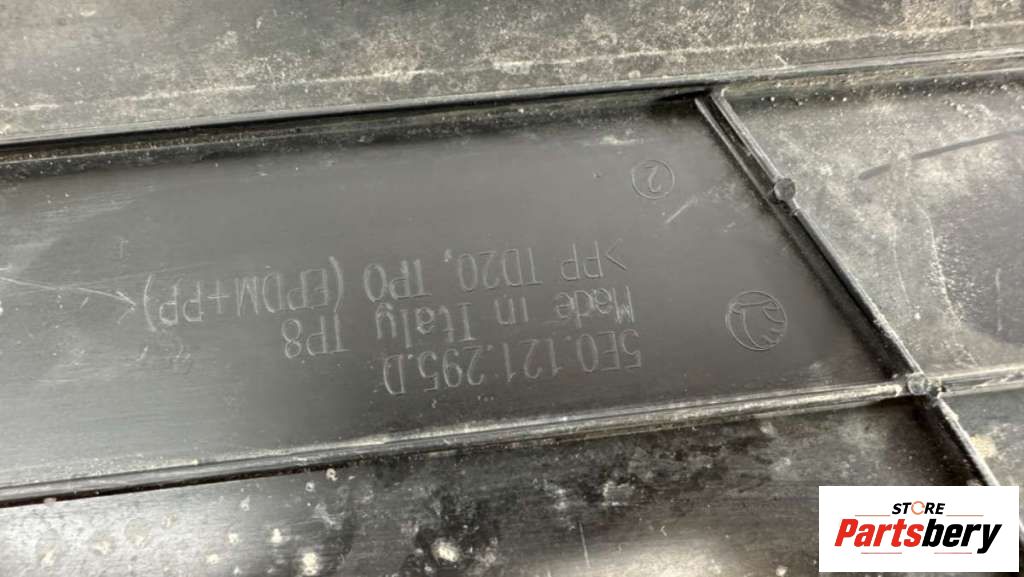 5E0.121.295.D
Made in Italy TP8
>PP TD20, TPO (EPDM+PP)<
2
STORE
Partsbery